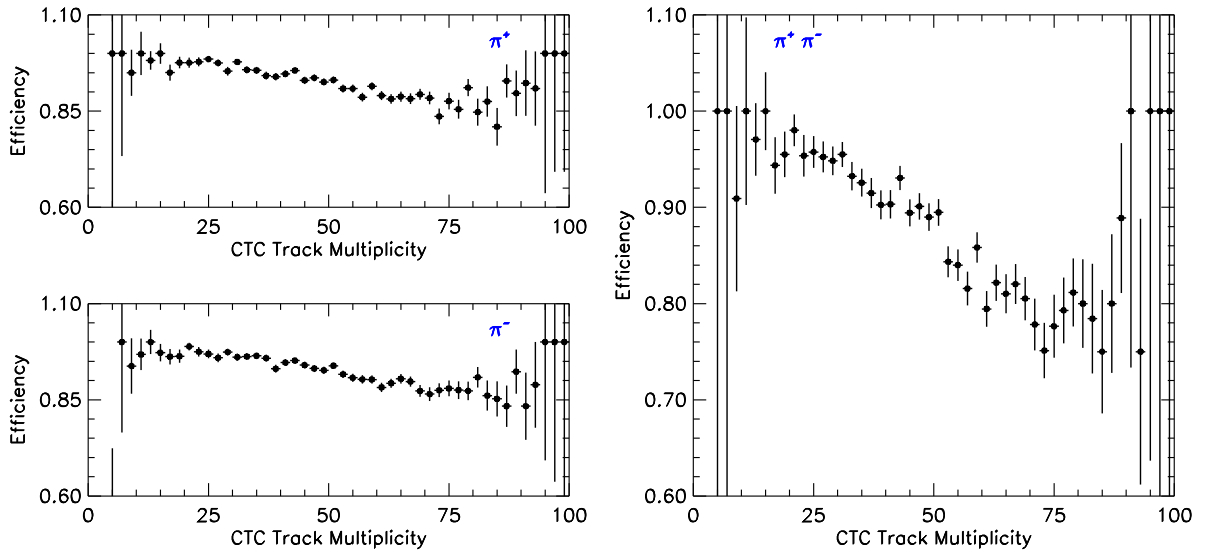 1.10
π⁺
0.85
0.60
Efficiency
0 25 50 75 100
CTC Track Multiplicity
1.10
π⁻
0.85
0.60
Efficiency
0 25 50 75 100
CTC Track Multiplicity
1.10
π⁺ π⁻
1.00
0.90
0.80
0.70
0.60
Efficiency
0 25 50 75 100
CTC Track Multiplicity